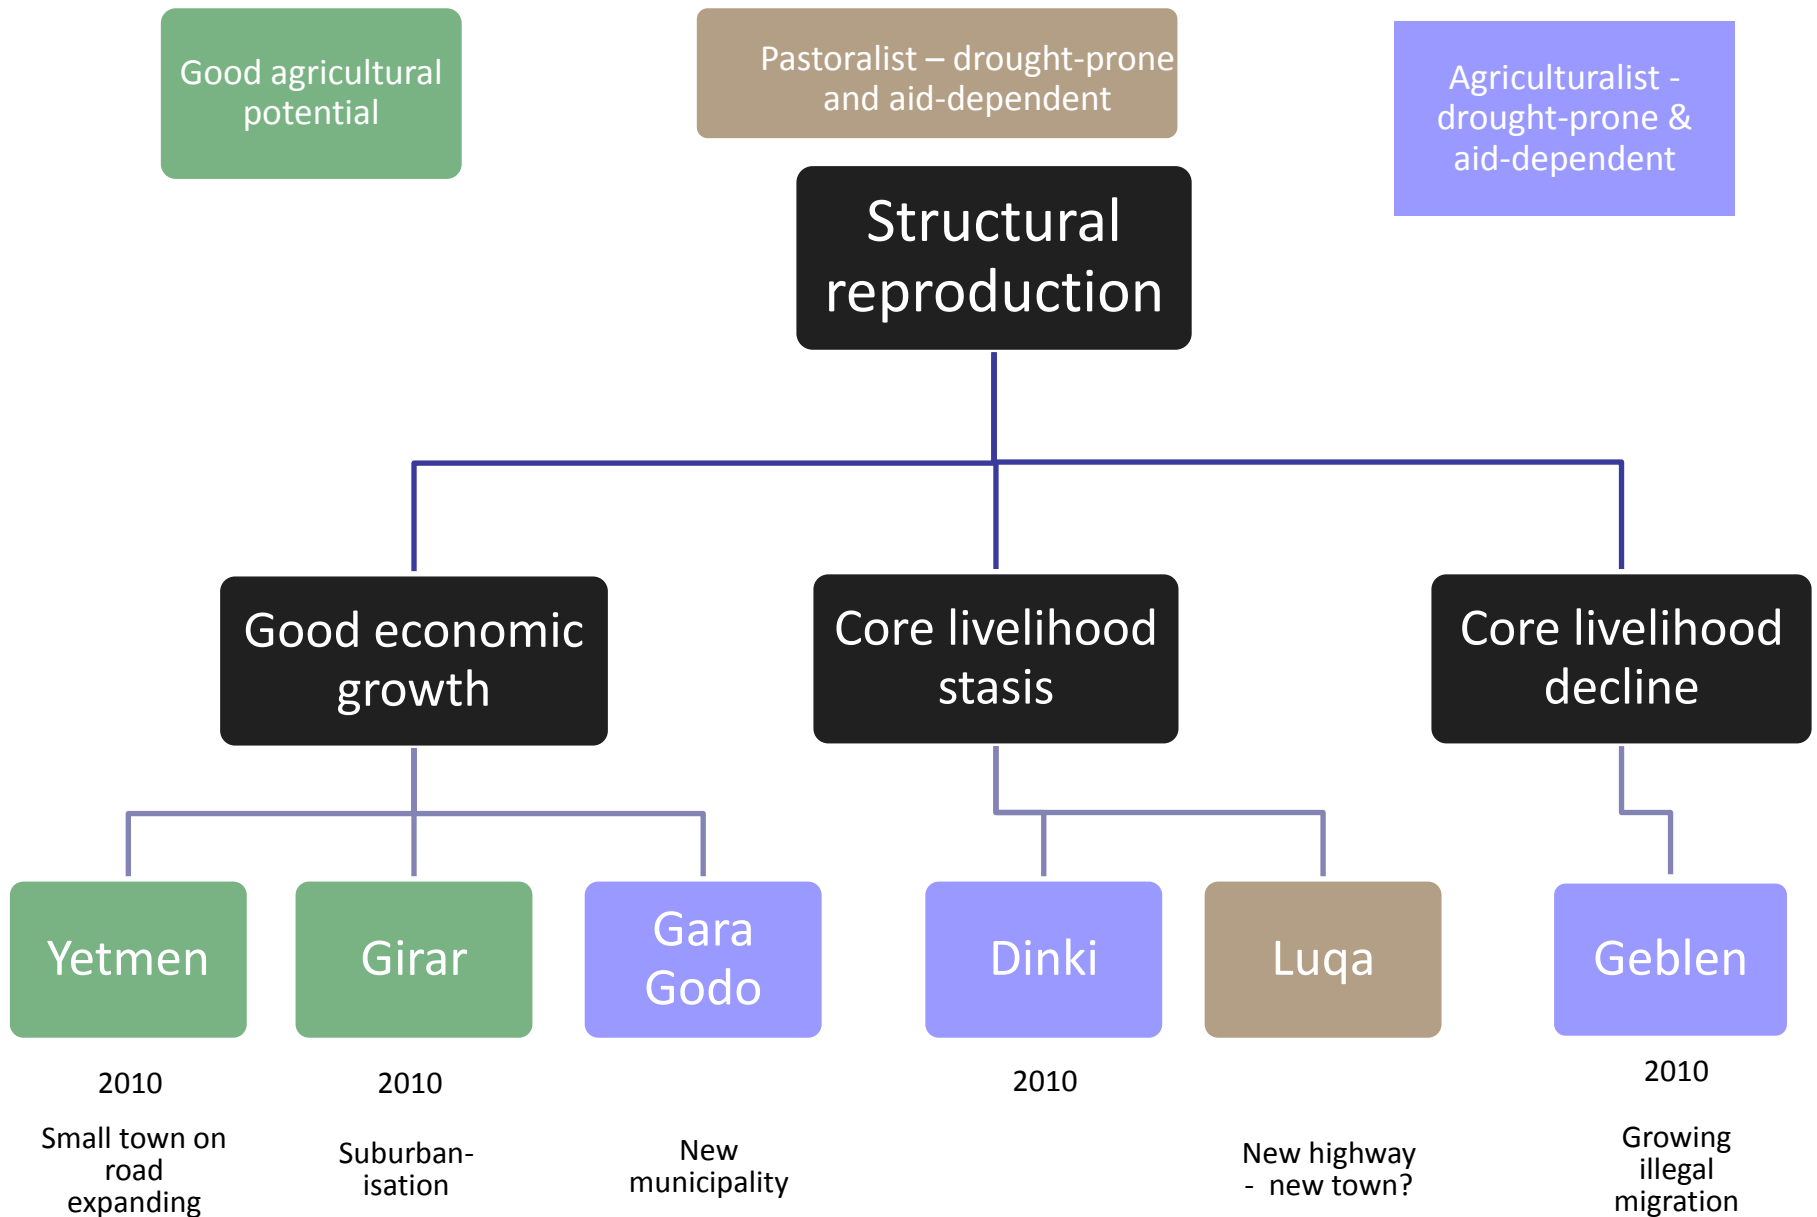 Good agricultural
potential
Pastoralist – drought-prone
and aid-dependent
Agriculturalist -
drought-prone &
aid-dependent
Structural
reproduction
Good economic
growth
Core livelihood
stasis
Core livelihood
decline
Yetmen
Girar
Gara
Godo
Dinki
Luqa
Geblen
2010
2010
2010
2010
Small town on
road
expanding
Suburban-
isation
New
municipality
New highway
- new town?
Growing
illegal
migration